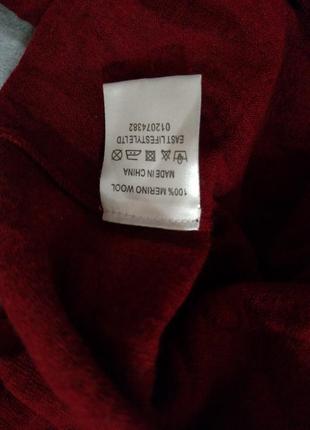 100% MERINO WOOL
MADE IN CHINA
EAST LIFESTYLE LTD
012074382